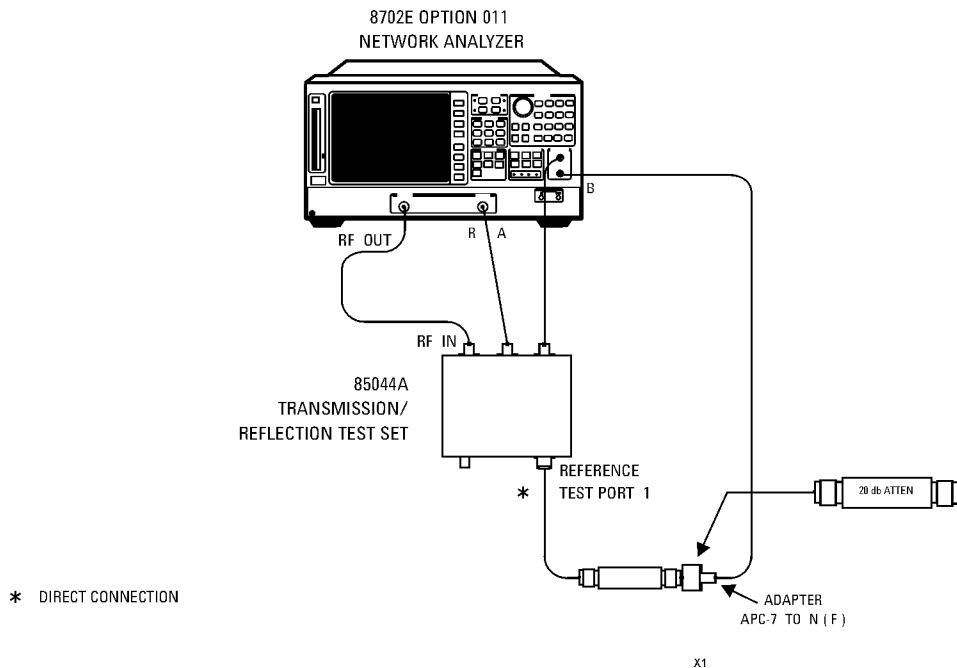 8702E OPTION 011
NETWORK ANALYZER
B
RF OUT
R A
RF IN
85044A
TRANSMISSION/
REFLECTION TEST SET
REFERENCE
* TEST PORT 1
20 db ATTEN
* DIRECT CONNECTION
ADAPTER
APC-7 TO N ( F )
X1